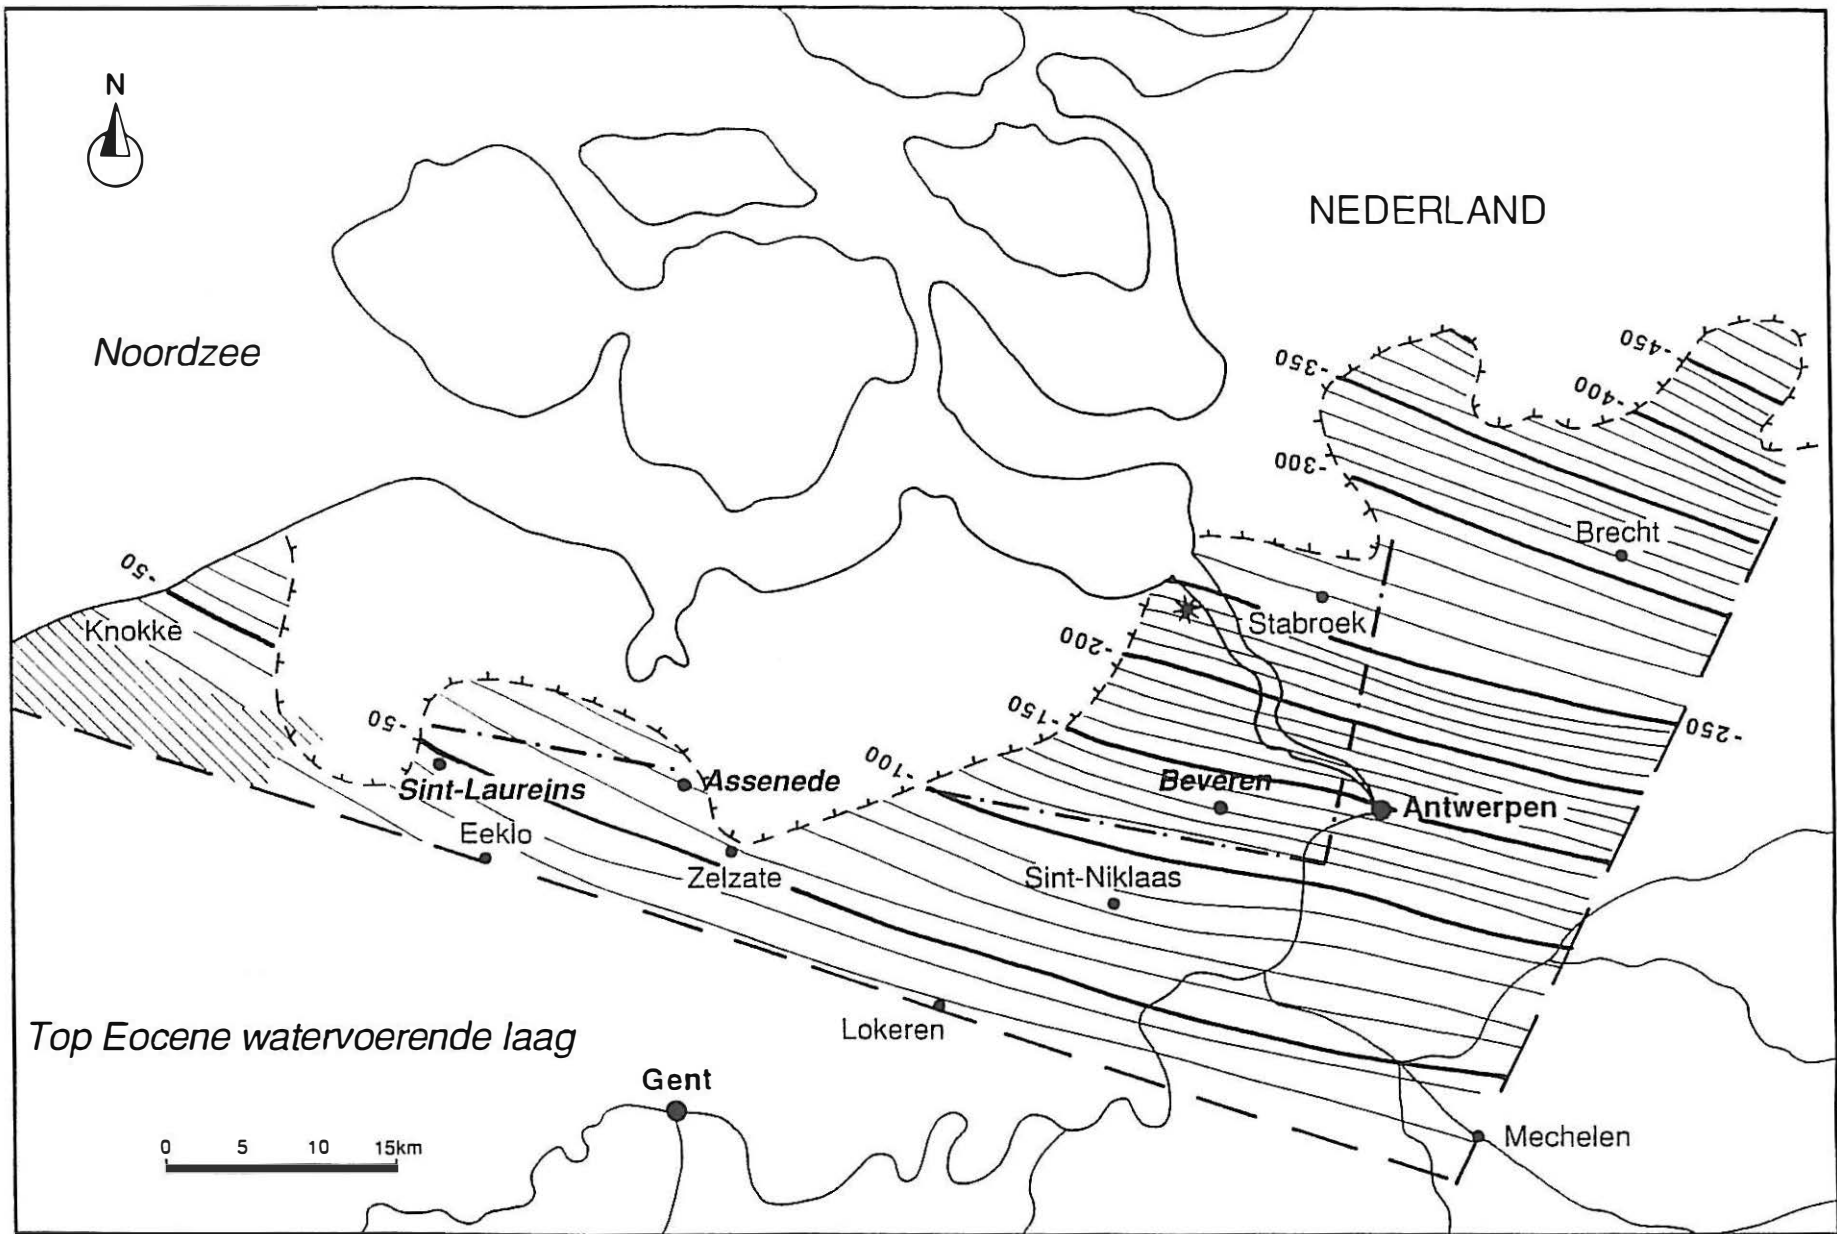 N
NEDERLAND
Noordzee
-350
-450
-400
-300
Brecht
-50
Knokke
Stabroek
-200
-150
-250
-50
-100
Sint-Laureins
Assenede
Beveren
Antwerpen
Eeklo
Zelzate
Sint-Niklaas
Lokeren
Top Eocene watervoerende laag
Gent
0 5 10 15km
Mechelen